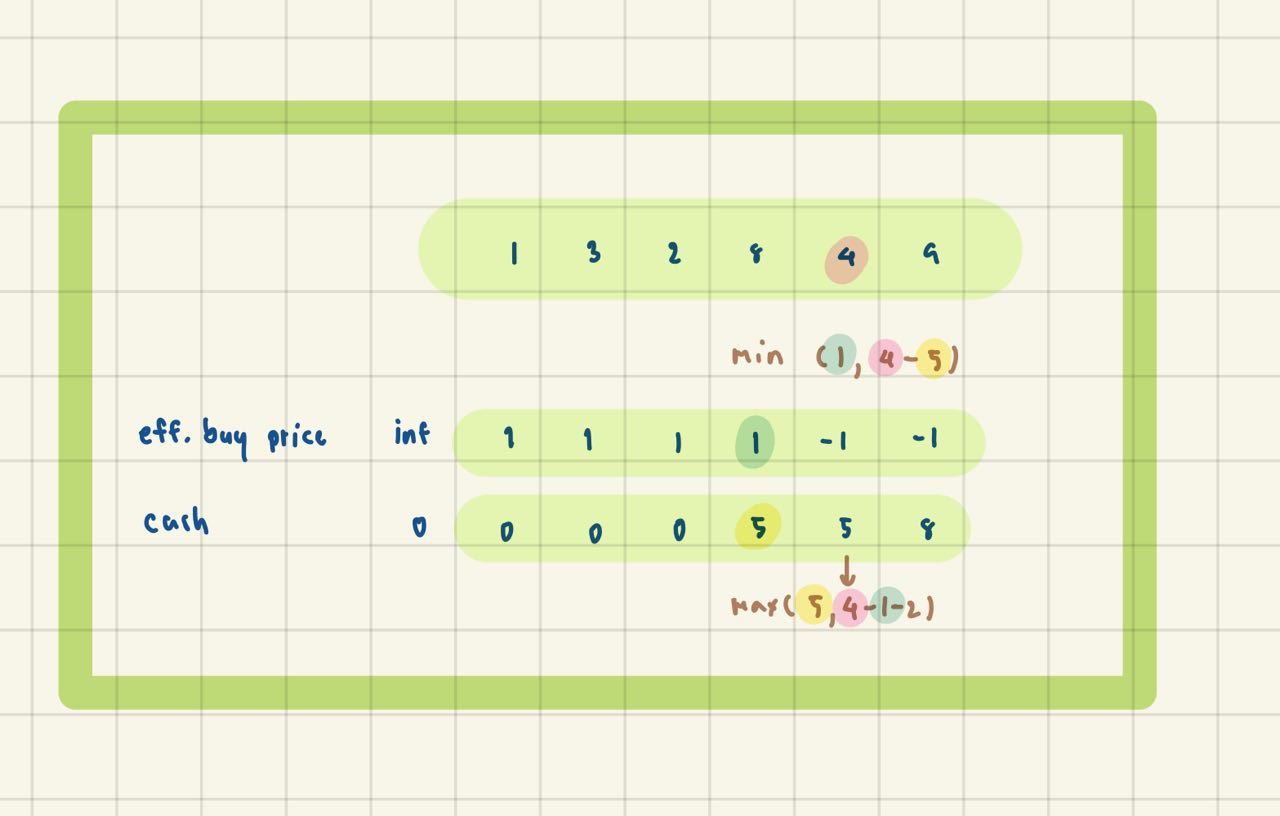 1 3 2 8 4 9
min (1, 4-5)
eff. buy price inf 1 1 1 1 -1 -1
cash 0 0 0 0 5 5 8
max(5, 4-1-2)